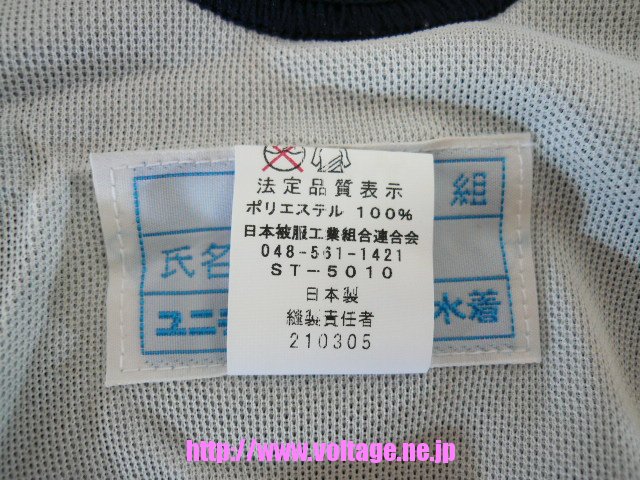 組
法定品質表示
ポリエステル 100%
日本被服工業組合連合会
048-561-1421
ST-5010
日本製
縫製責任者
210305
氏名
ユニ
水着
http://www.voltage.ne.jp